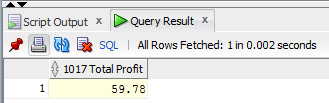 Script Output x Query Result x
SQL | All Rows Fetched: 1 in 0.002 seconds
1017 Total Profit
1 59.78